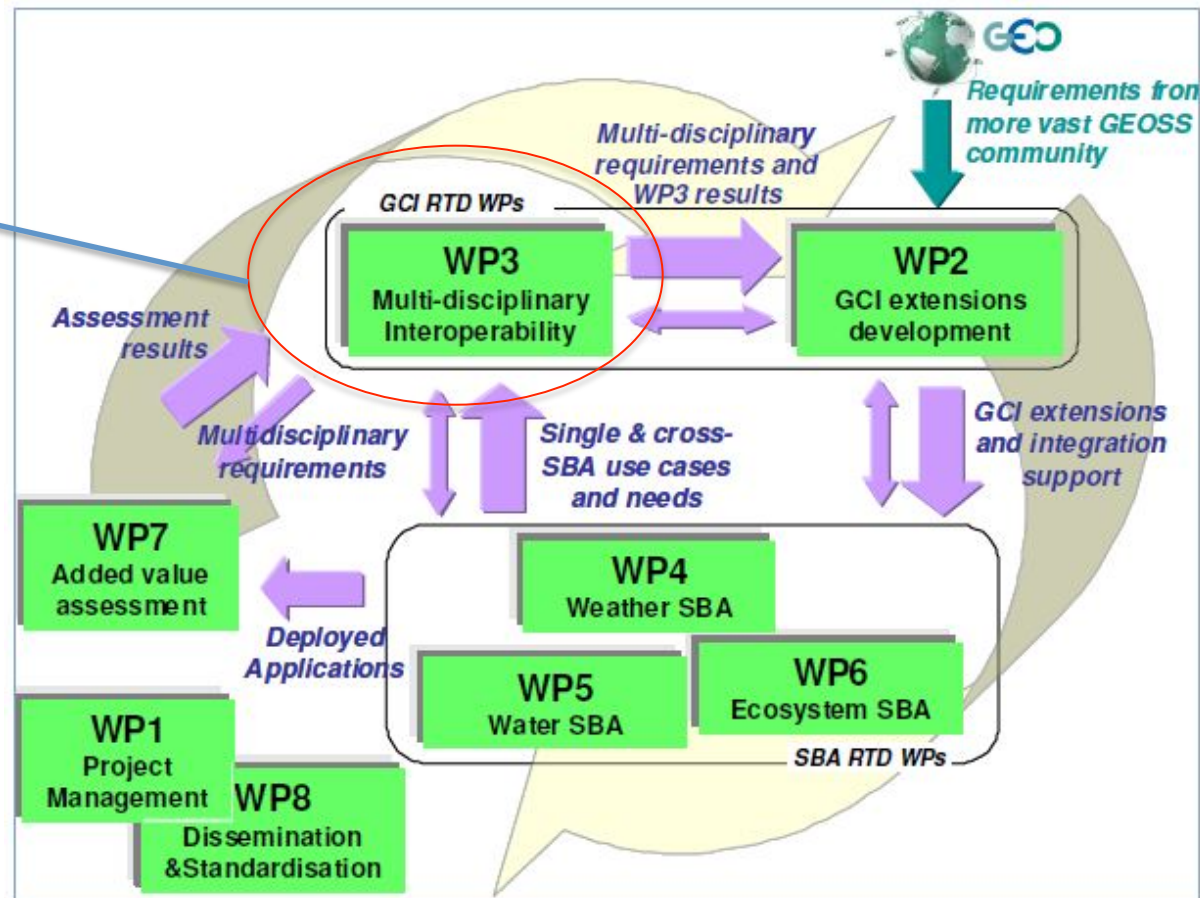 GEO
Requirements from
more vast GEOSS
community
Multi-disciplinary
requirements and
WP3 results
GCI RTD WPs
WP3
Multi-disciplinary
Interoperability
WP2
GCI extensions
development
Assessment
results
Multidisciplinary
requirements
Single & cross-
SBA use cases
and needs
GCI extensions
and integration
support
WP7
Added value
assessment
Deployed
Applications
WP4
Weather SBA
WP5
Water SBA
WP6
Ecosystem SBA
SBA RTD WPs
WP1
Project
Management
WP8
Dissemination
&Standardisation